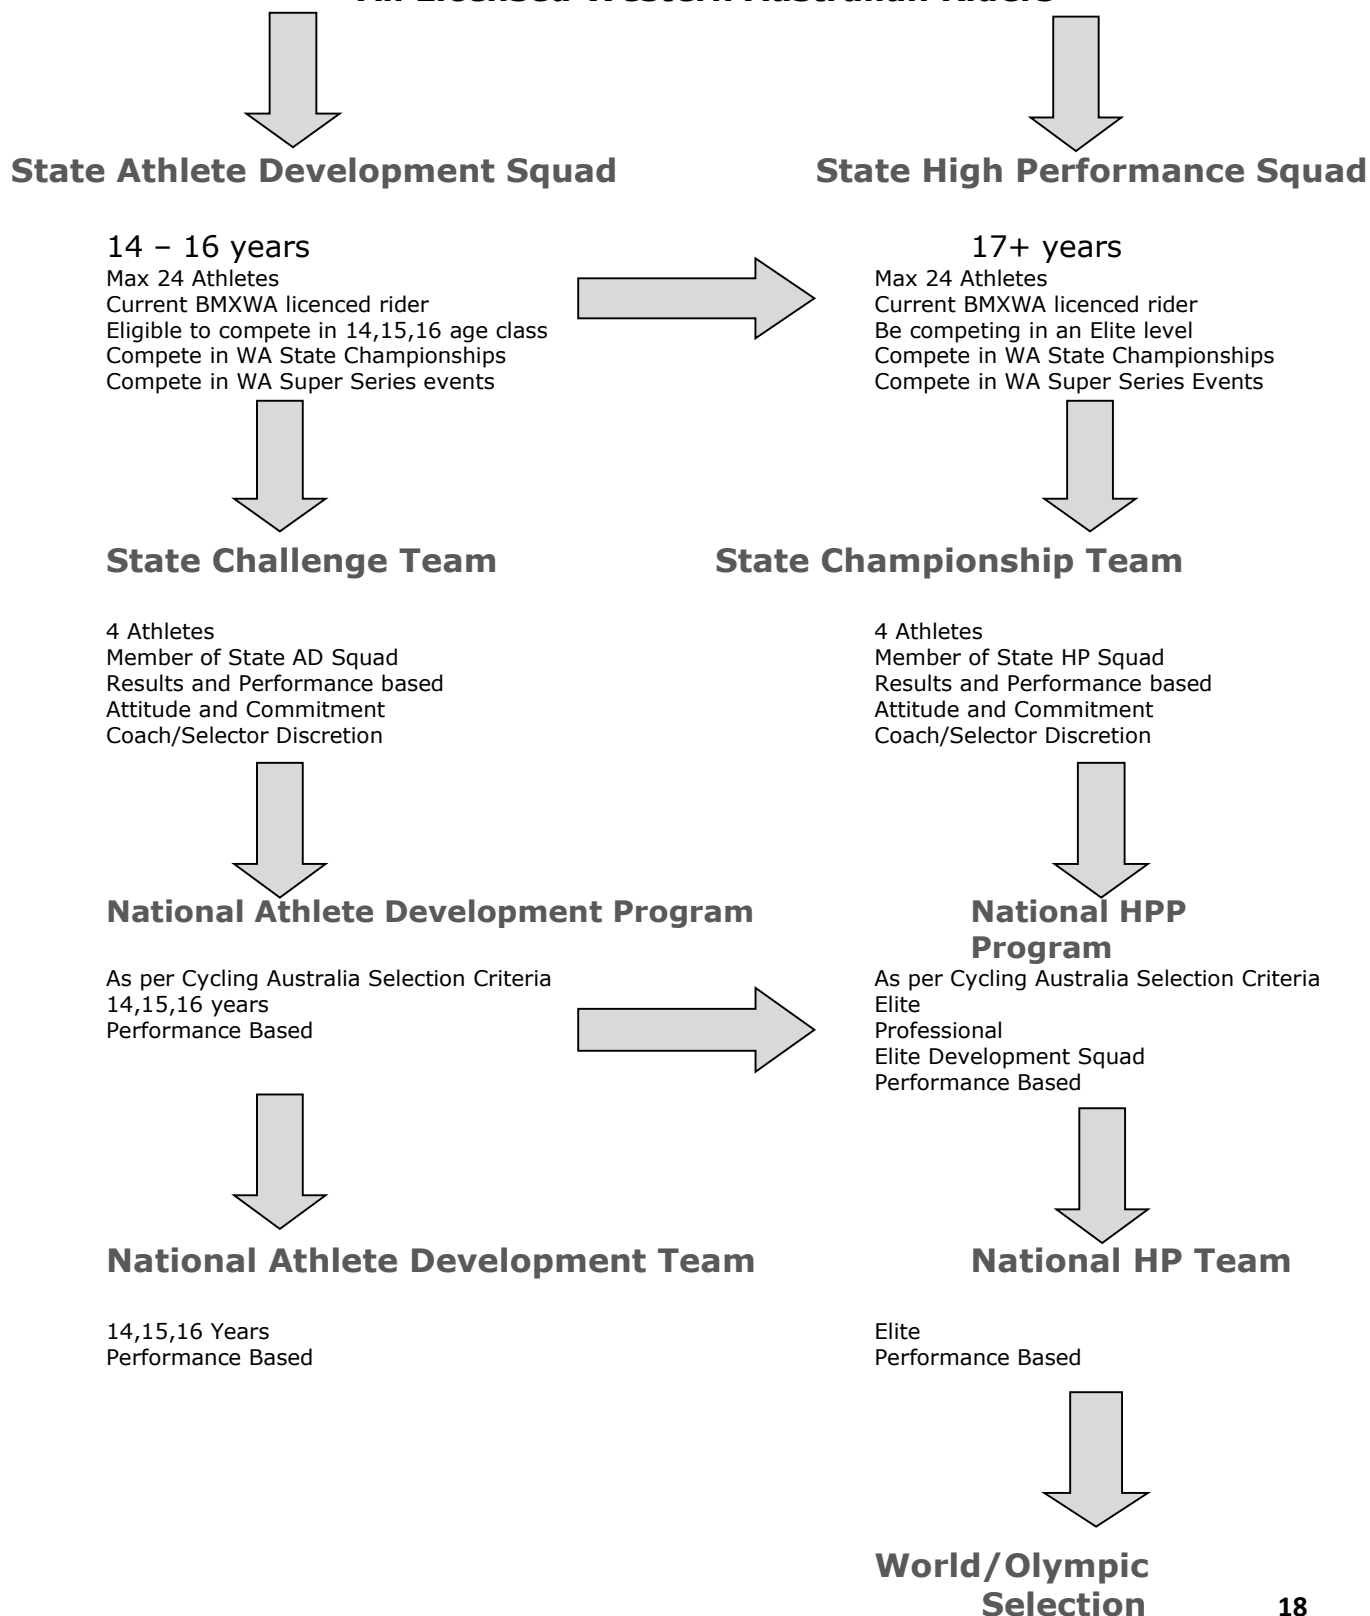 All Licensed Western Australian Riders
State Athlete Development Squad
14 – 16 years
Max 24 Athletes
Current BMXWA licenced rider
Eligible to compete in 14,15,16 age class
Compete in WA State Championships
Compete in WA Super Series events
State High Performance Squad
17+ years
Max 24 Athletes
Current BMXWA licenced rider
Be competing in an Elite level
Compete in WA State Championships
Compete in WA Super Series Events
State Challenge Team
4 Athletes
Member of State AD Squad
Results and Performance based
Attitude and Commitment
Coach/Selector Discretion
State Championship Team
4 Athletes
Member of State HP Squad
Results and Performance based
Attitude and Commitment
Coach/Selector Discretion
National Athlete Development Program
As per Cycling Australia Selection Criteria
14,15,16 years
Performance Based
National HPP
Program
As per Cycling Australia Selection Criteria
Elite
Professional
Elite Development Squad
Performance Based
National Athlete Development Team
14,15,16 Years
Performance Based
National HP Team
Elite
Performance Based
World/Olympic
Selection
18